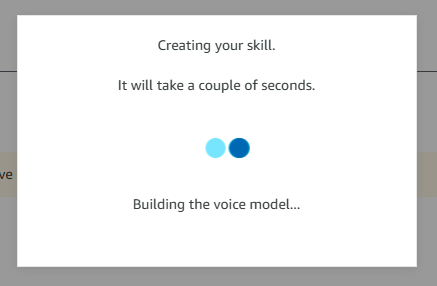 Creating your skill.
It will take a couple of seconds.
ve
Building the voice model...